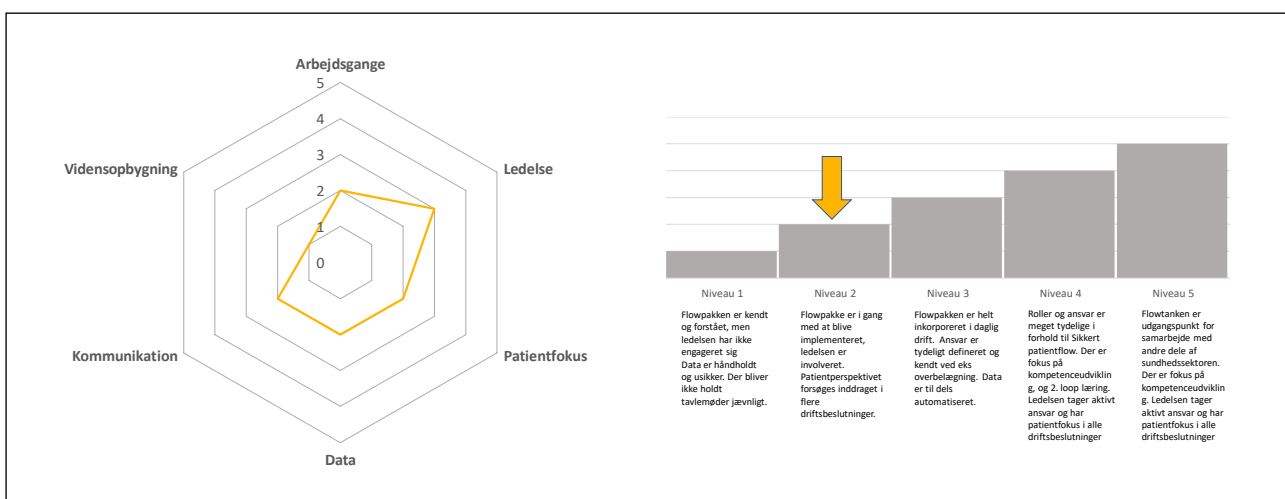 Arbejdsgange
5
4
3
2
1
0
Ledelse
Patientfokus
Data
Kommunikation
Vidensopbygning
Niveau 1
Flowpakken er kendt
og forstået, men
ledelsen har ikke
engageret sig
Data er håndholdt
og usikker. Der bliver
ikke holdt
tavlemøder jævnligt.
Niveau 2
Flowpakke er i gang
med at blive
implementeret,
ledelsen er
involveret.
Patientperspektivet
forsøges inddraget i
flere
driftsbeslutninger.
Niveau 3
Flowpakken er helt
inkorporeret i daglig
drift. Ansvar er
tydeligt defineret og
kendt ved eks
overbelægning. Data
er til dels
automatiseret.
Niveau 4
Roller og ansvar er
meget tydelige i
forhold til Sikkert
patientflow. Der er
fokus på
kompetenceudviklin
g, og 2. loop læring.
Ledelsen tager aktivt
ansvar og har
patientfokus i alle
driftsbeslutninger
Niveau 5
Flowtanken er
udgangspunkt for
samarbejde med
andre dele af
sundhedssektoren.
Der er fokus på
kompetenceudviklin
g. Ledelsen tager
aktivt ansvar og har
patientfokus i alle
driftsbeslutninger